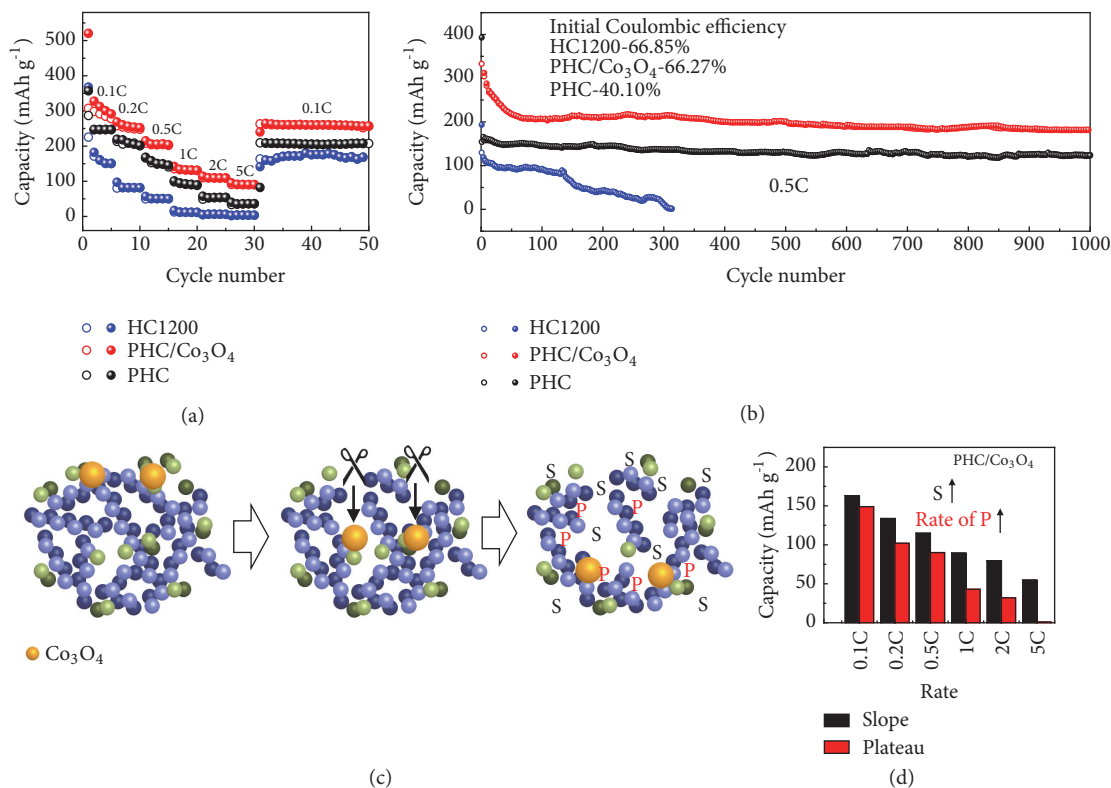 500
400
300
200
100
0
Capacity (mAh g⁻¹)
0.1C
0.2C
0.5C
1C
2C
5C
0.1C
0 10 20 30 40 50
Cycle number
HC1200
PHC/Co₃O₄
PHC
(a)
400
300
200
100
0
Capacity (mAh g⁻¹)
Initial Coulombic efficiency
HC1200-66.85%
PHC/Co₃O₄-66.27%
PHC-40.10%
0.5C
0 100 200 300 400 500 600 700 800 900 1000
Cycle number
HC1200
PHC/Co₃O₄
PHC
(b)
S
S
S
S
P
P
P
S
S
P
P
P
S
S
Co₃O₄
(c)
200
150
100
50
0
Capacity (mAh g⁻¹)
PHC/Co₃O₄
S
Rate of P
0.1C 0.2C 0.5C 1C 2C 5C
Rate
Slope
Plateau
(d)